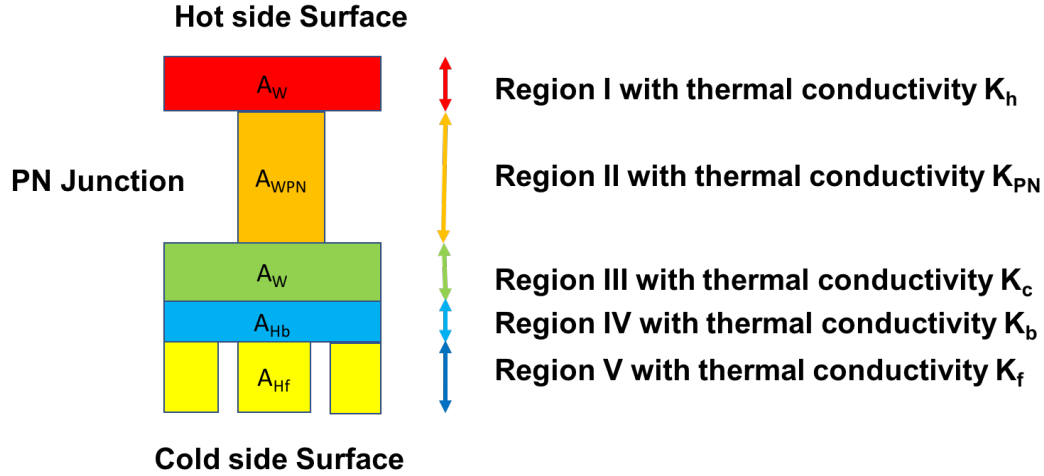 Hot side Surface
A_W
Region I with thermal conductivity K_h
PN Junction
A_WPN
Region II with thermal conductivity K_PN
A_W
Region III with thermal conductivity K_c
A_Hb
Region IV with thermal conductivity K_b
A_Hf
Region V with thermal conductivity K_f
Cold side Surface